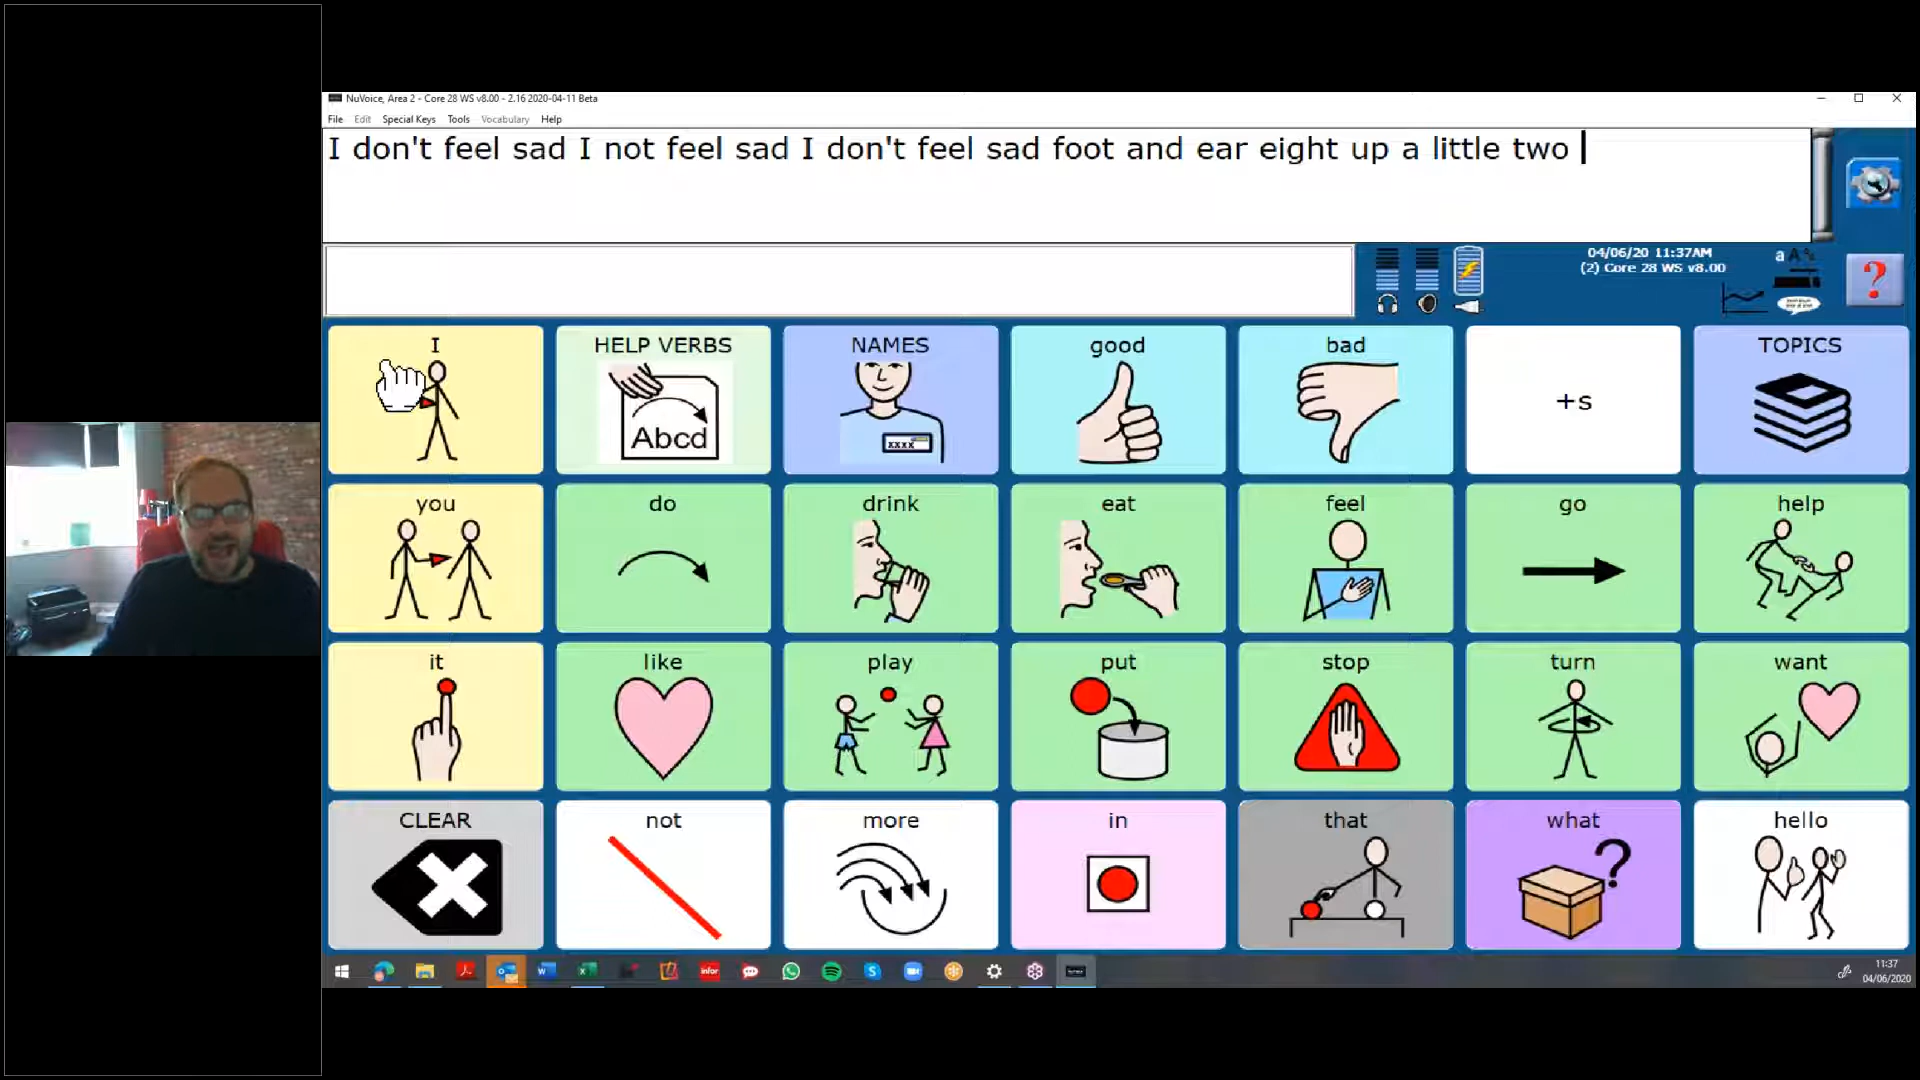 NuVoice, Area 2 - Core 28 WS v8.00 - 2.16 2020-04-11 Beta
File Edit Special Keys Tools Vocabulary Help
I don't feel sad I not feel sad I don't feel sad foot and ear eight up a little two
04/06/20 11:37AM
(2) Core 28 WS v8.00
I HELP VERBS NAMES good bad +s TOPICS
Abcd
xxxx
you do drink eat feel go help
it like play put stop turn want
CLEAR not more in that what hello
infor
11:37
04/06/2020